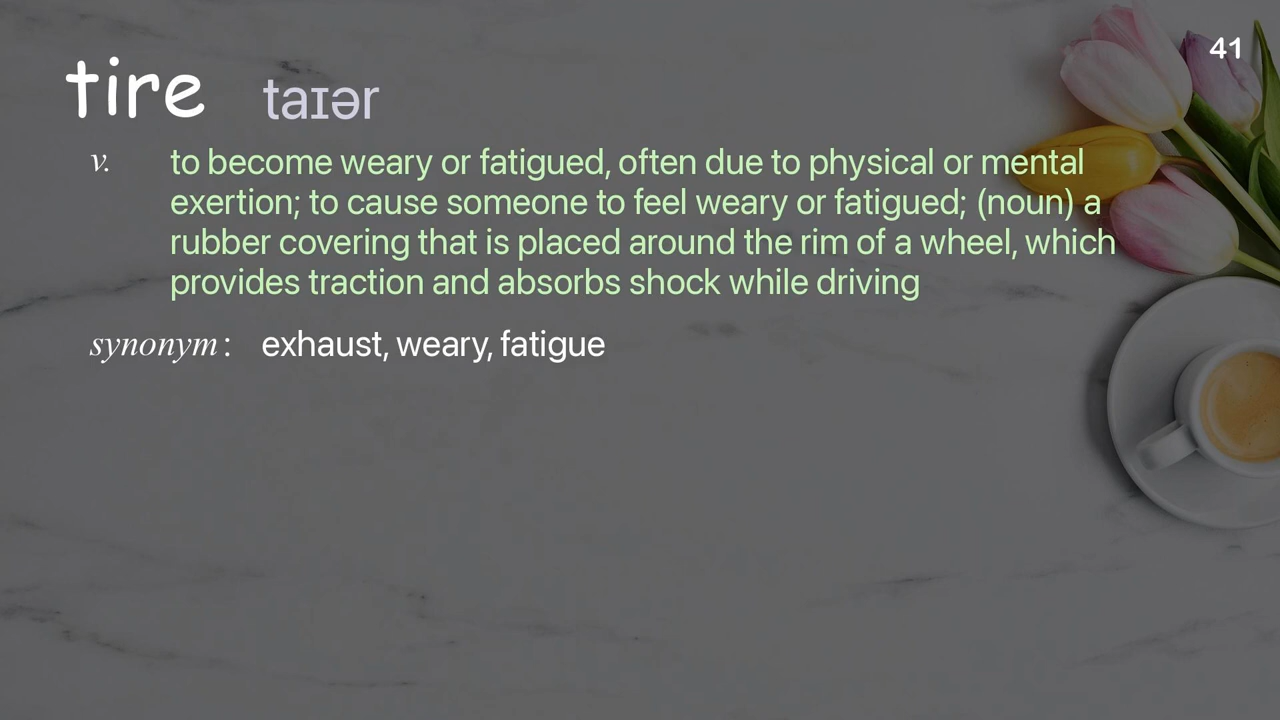 41
tire taɪər
v. to become weary or fatigued, often due to physical or mental
exertion; to cause someone to feel weary or fatigued; (noun) a
rubber covering that is placed around the rim of a wheel, which
provides traction and absorbs shock while driving
synonym: exhaust, weary, fatigue